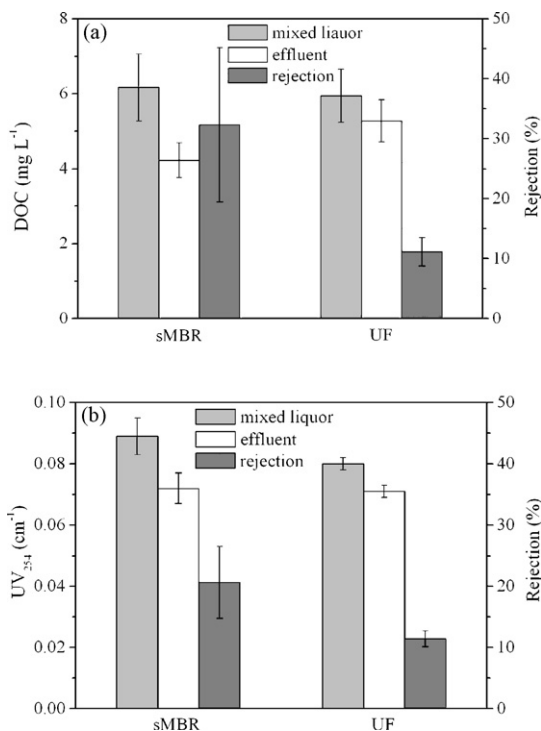 (a)
mixed liauor
effluent
rejection
DOC (mg L-1)
8
6
4
2
0
Rejection (%)
50
40
30
20
10
0
sMBR UF
(b)
mixed liquor
effluent
rejection
UV254 (cm-1)
0.10
0.08
0.06
0.04
0.02
0.00
Rejection (%)
50
40
30
20
10
0
sMBR UF